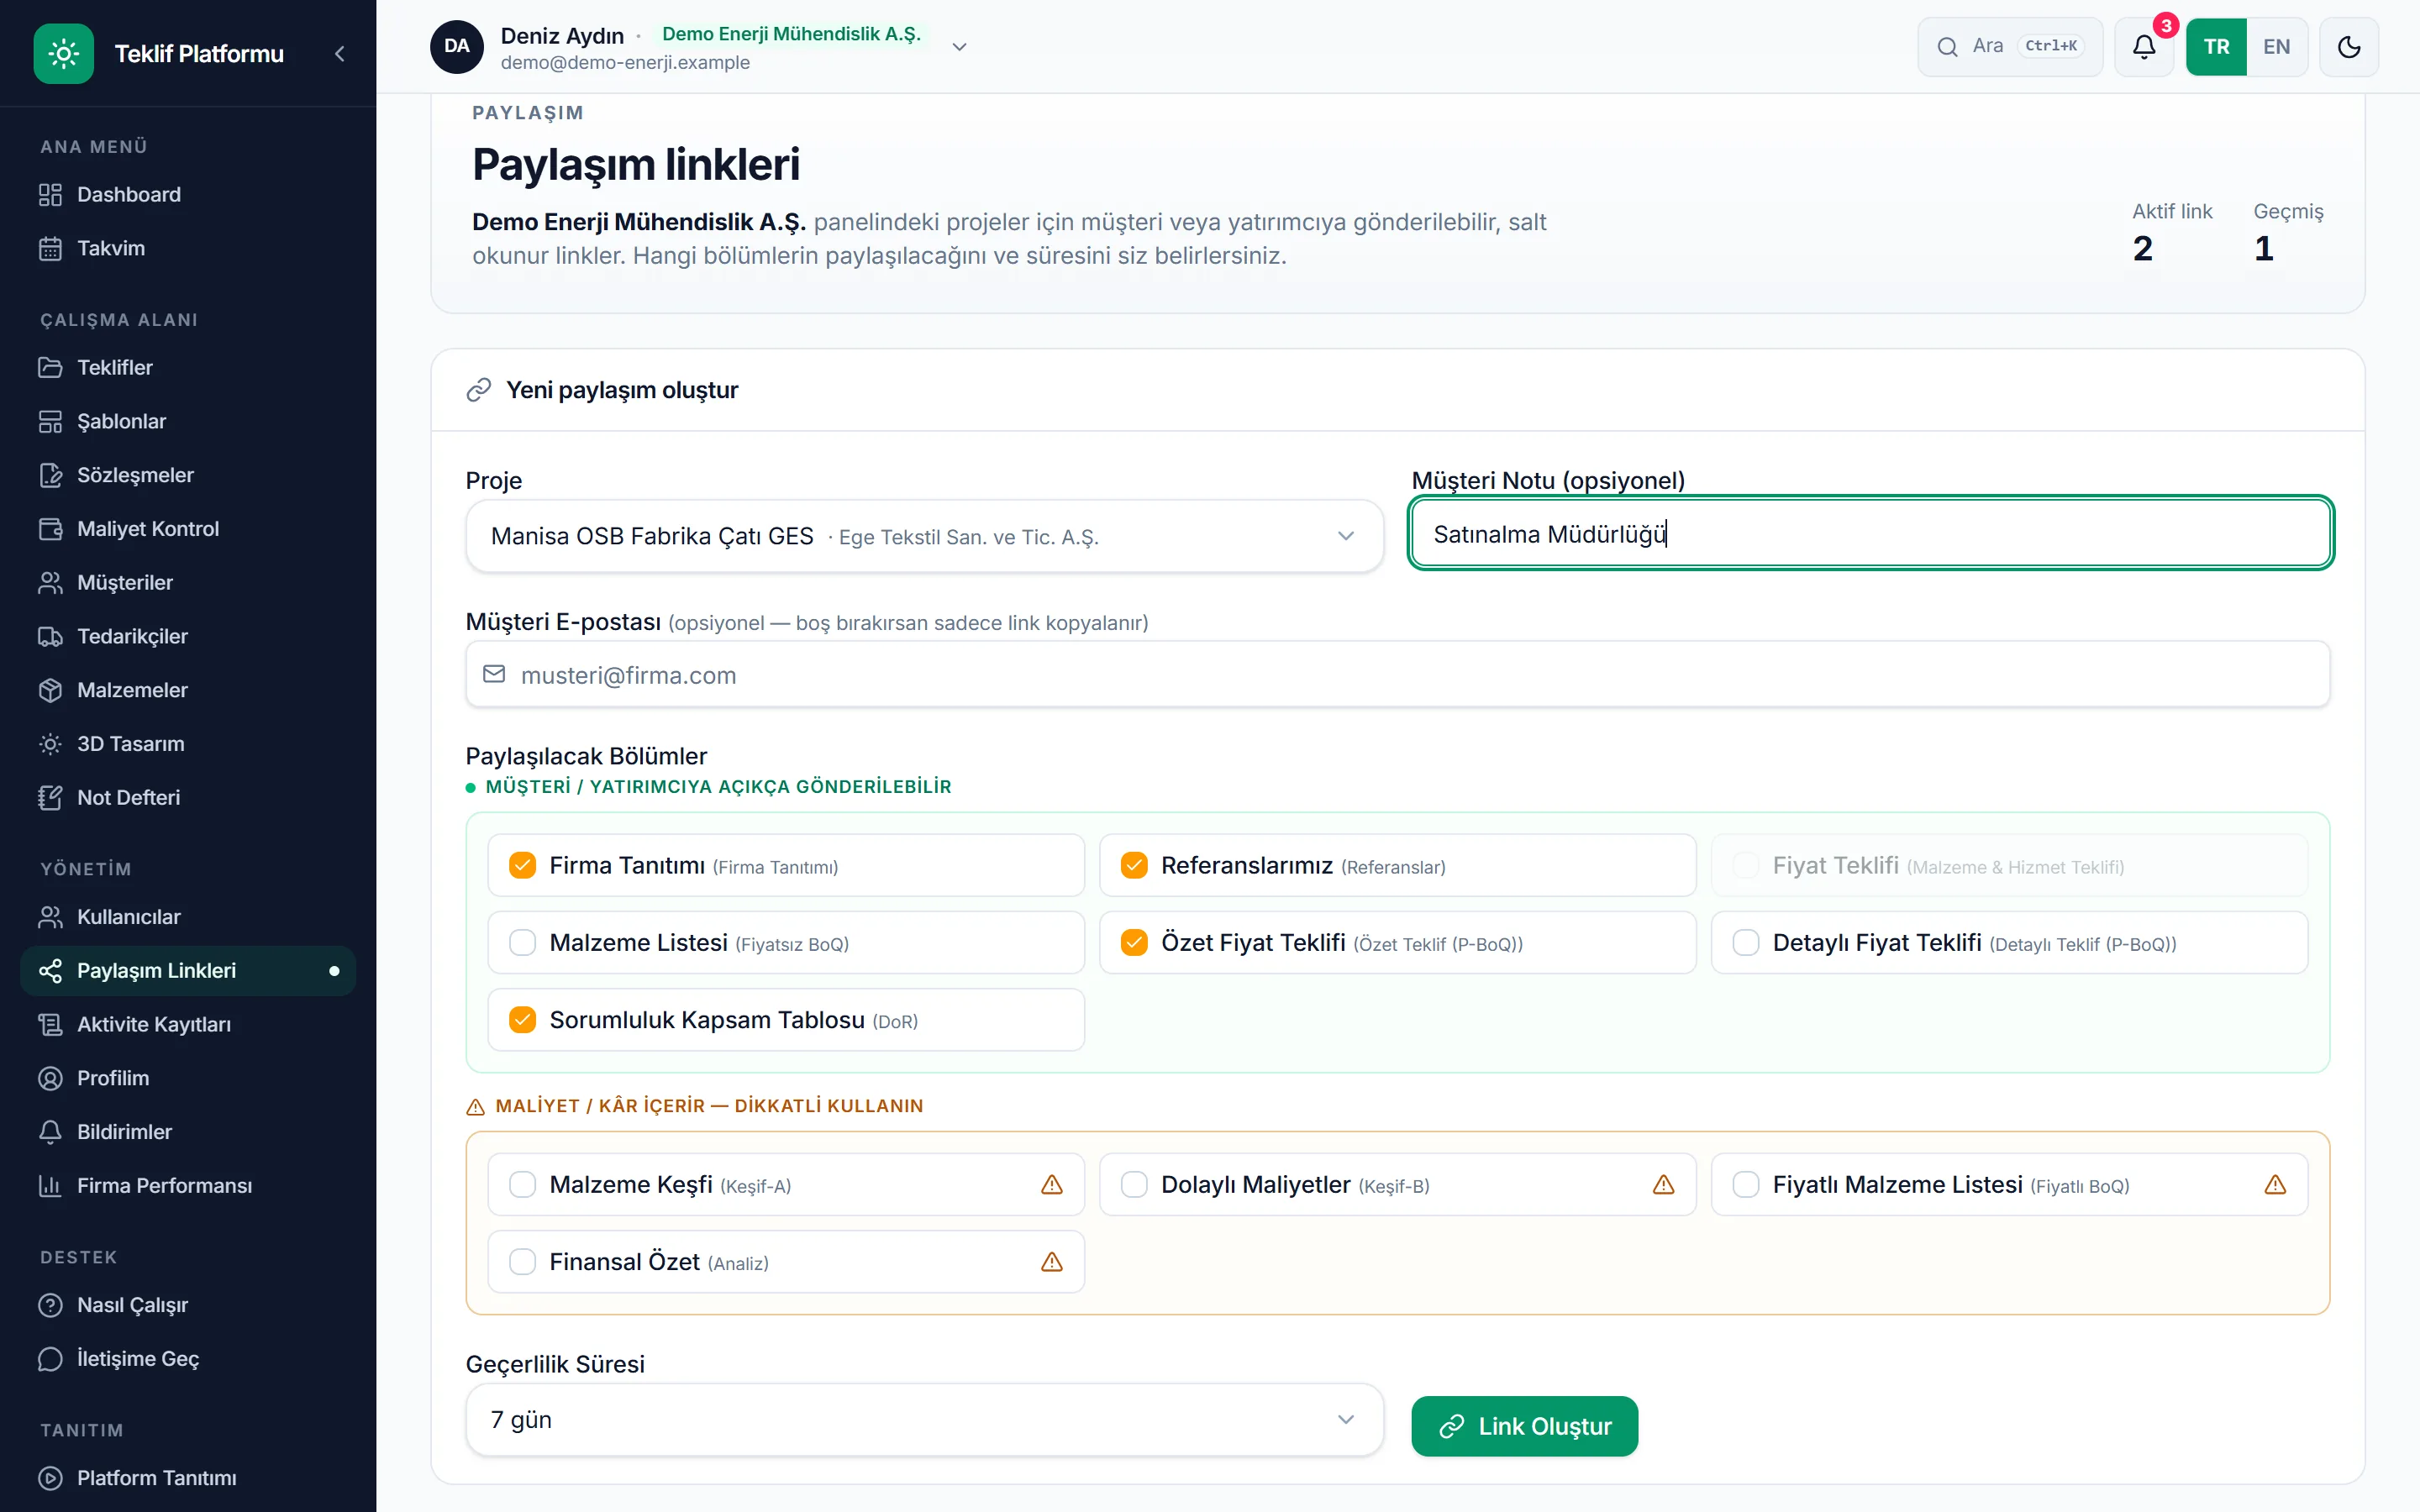 Teklif Platformu
ANA MENÜ
Dashboard
Takvim
ÇALIŞMA ALANI
Teklifler
Şablonlar
Sözleşmeler
Maliyet Kontrol
Müşteriler
Tedarikçiler
Malzemeler
3D Tasarım
Not Defteri
YÖNETİM
Kullanıcılar
Paylaşım Linkleri
Aktivite Kayıtları
Profilim
Bildirimler
Firma Performansı
DESTEK
Nasıl Çalışır
İletişime Geç
TANITIM
Platform Tanıtımı
DA
Deniz Aydın · Demo Enerji Mühendislik A.Ş.
demo@demo-enerji.example
Ara Ctrl+K
3
TR EN
PAYLAŞIM
Paylaşım linkleri
Demo Enerji Mühendislik A.Ş. panelindeki projeler için müşteri veya yatırımcıya gönderilebilir, salt
okunur linkler. Hangi bölümlerin paylaşılacağını ve süresini siz belirlersiniz.
Aktif link
2
Geçmiş
1
Yeni paylaşım oluştur
Proje
Manisa OSB Fabrika Çatı GES · Ege Tekstil San. ve Tic. A.Ş.
Müşteri Notu (opsiyonel)
Satınalma Müdürlüğü
Müşteri E-postası (opsiyonel — boş bırakırsan sadece link kopyalanır)
musteri@firma.com
Paylaşılacak Bölümler
MÜŞTERİ / YATIRIMCIYA AÇIKÇA GÖNDERİLEBİLİR
Firma Tanıtımı (Firma Tanıtımı)
Referanslarımız (Referanslar)
Fiyat Teklifi (Malzeme & Hizmet Teklifi)
Malzeme Listesi (Fiyatsız BoQ)
Özet Fiyat Teklifi (Özet Teklif (P-BoQ))
Detaylı Fiyat Teklifi (Detaylı Teklif (P-BoQ))
Sorumluluk Kapsam Tablosu (DoR)
MALİYET / KÂR İÇERİR — DİKKATLİ KULLANIN
Malzeme Keşfi (Keşif-A)
Dolaylı Maliyetler (Keşif-B)
Fiyatlı Malzeme Listesi (Fiyatlı BoQ)
Finansal Özet (Analiz)
Geçerlilik Süresi
7 gün
Link Oluştur